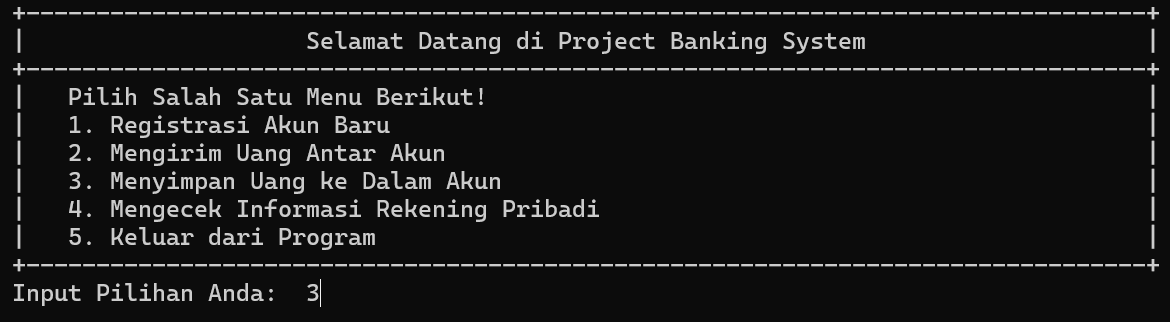 Selamat Datang di Project Banking System
Pilih Salah Satu Menu Berikut!
1. Registrasi Akun Baru
2. Mengirim Uang Antar Akun
3. Menyimpan Uang ke Dalam Akun
4. Mengecek Informasi Rekening Pribadi
5. Keluar dari Program
Input Pilihan Anda: 3